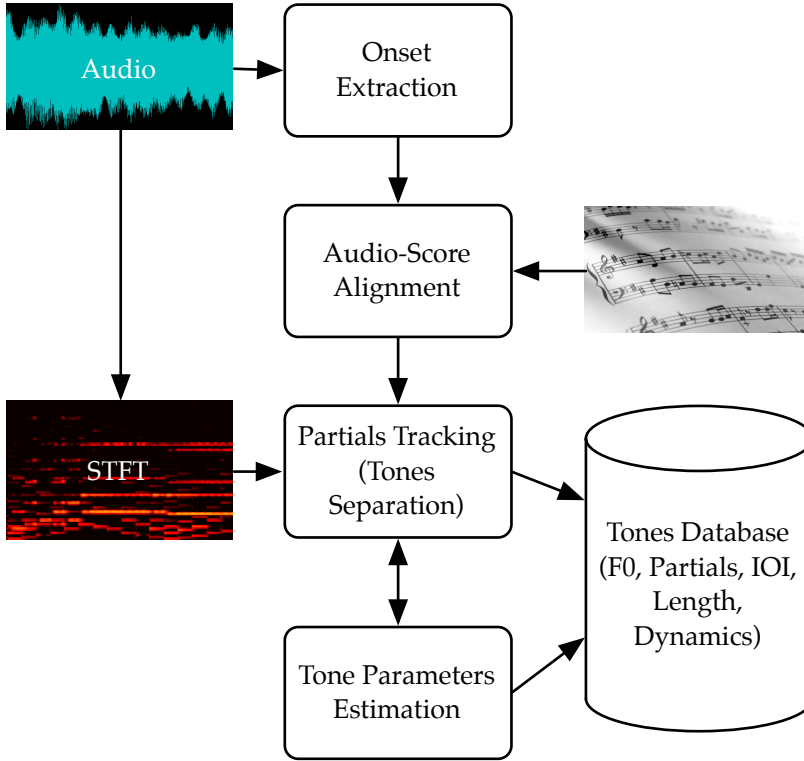 Audio
Onset
Extraction
Audio-Score
Alignment
STFT
Partials Tracking
(Tones
Separation)
Tones Database
(F0, Partials, IOI,
Length,
Dynamics)
Tone Parameters
Estimation